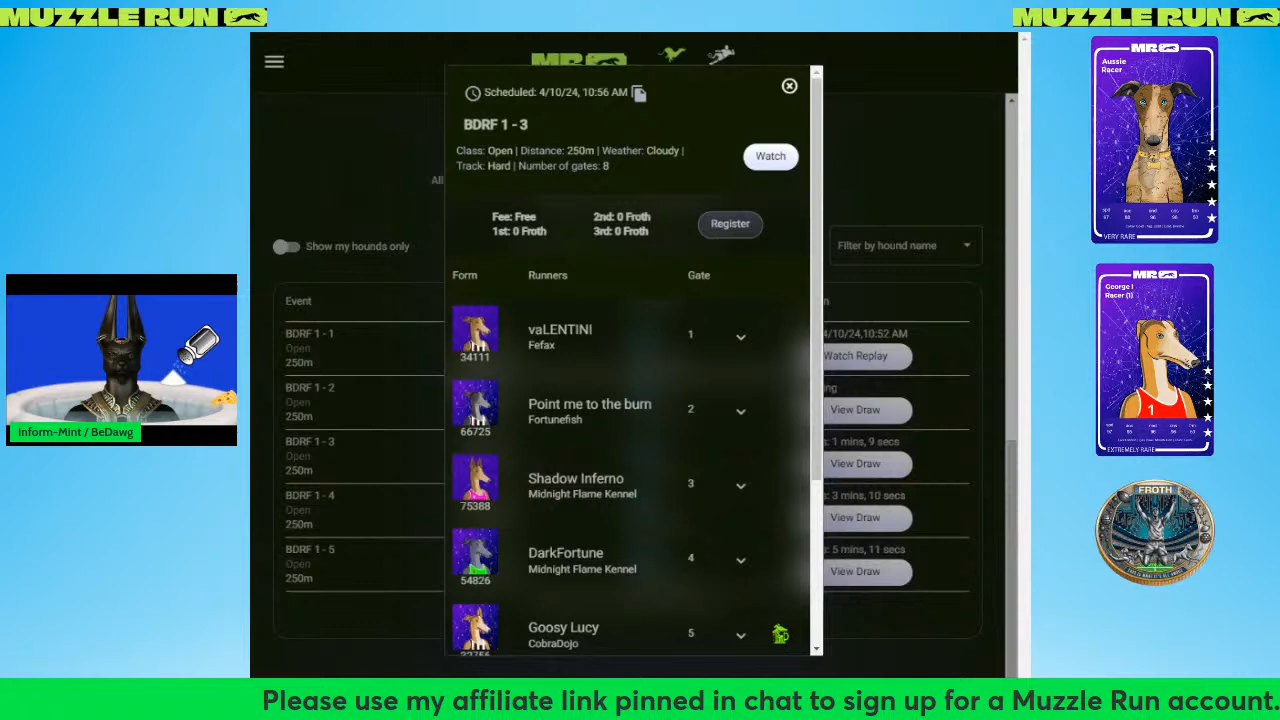 MUZZLE RUN
MUZZLE RUN
MR
Scheduled: 4/10/24, 10:56 AM
BDRF 1 - 3
Class: Open | Distance: 250m | Weather: Cloudy |
Track: Hard | Number of gates: 8
Watch
All
Fee: Free
2nd: 0 Froth
1st: 0 Froth
3rd: 0 Froth
Register
Show my hounds only
Filter by hound name
Form
Runners
Gate
Event
BDRF 1 - 1
Open
250m
4/10/24,10:52 AM
Watch Replay
BDRF 1 - 2
Open
250m
View Draw
BDRF 1 - 3
Open
250m
: 1 mins, 9 secs
View Draw
BDRF 1 - 4
Open
250m
: 3 mins, 10 secs
View Draw
BDRF 1 - 5
Open
250m
: 5 mins, 11 secs
View Draw
34111
vaLENTINI
Fefax
1
66725
Point me to the burn
Fortunefish
2
75388
Shadow Inferno
Midnight Flame Kennel
3
54826
DarkFortune
Midnight Flame Kennel
4
Goosy Lucy
CobraDojo
5
Inform-Mint / BeDawg
MR
Aussie
Racer
VERY RARE
MR
George I
Racer (1)
1
EXTREMELY RARE
FROTH
Please use my affiliate link pinned in chat to sign up for a Muzzle Run account.